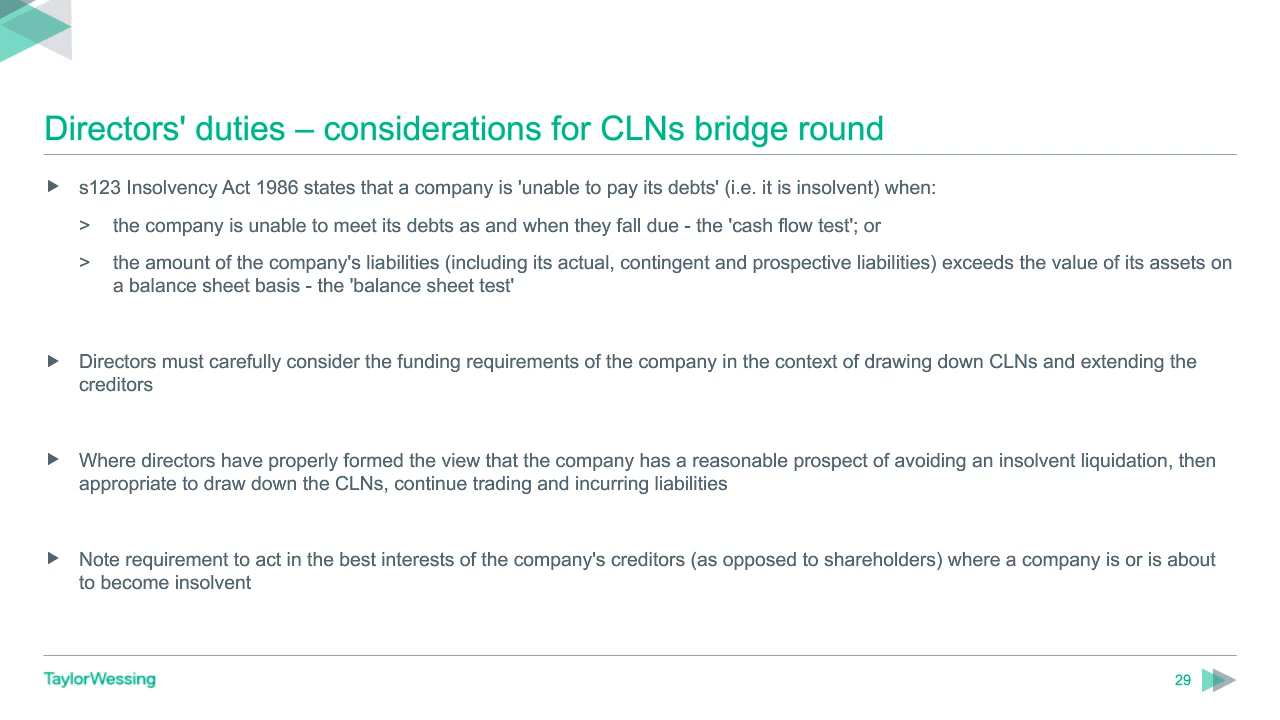 Directors' duties – considerations for CLNs bridge round
s123 Insolvency Act 1986 states that a company is 'unable to pay its debts' (i.e. it is insolvent) when:
> the company is unable to meet its debts as and when they fall due - the 'cash flow test'; or
> the amount of the company's liabilities (including its actual, contingent and prospective liabilities) exceeds the value of its assets on
a balance sheet basis - the 'balance sheet test'
Directors must carefully consider the funding requirements of the company in the context of drawing down CLNs and extending the
creditors
Where directors have properly formed the view that the company has a reasonable prospect of avoiding an insolvent liquidation, then
appropriate to draw down the CLNs, continue trading and incurring liabilities
Note requirement to act in the best interests of the company's creditors (as opposed to shareholders) where a company is or is about
to become insolvent
TaylorWessing
29